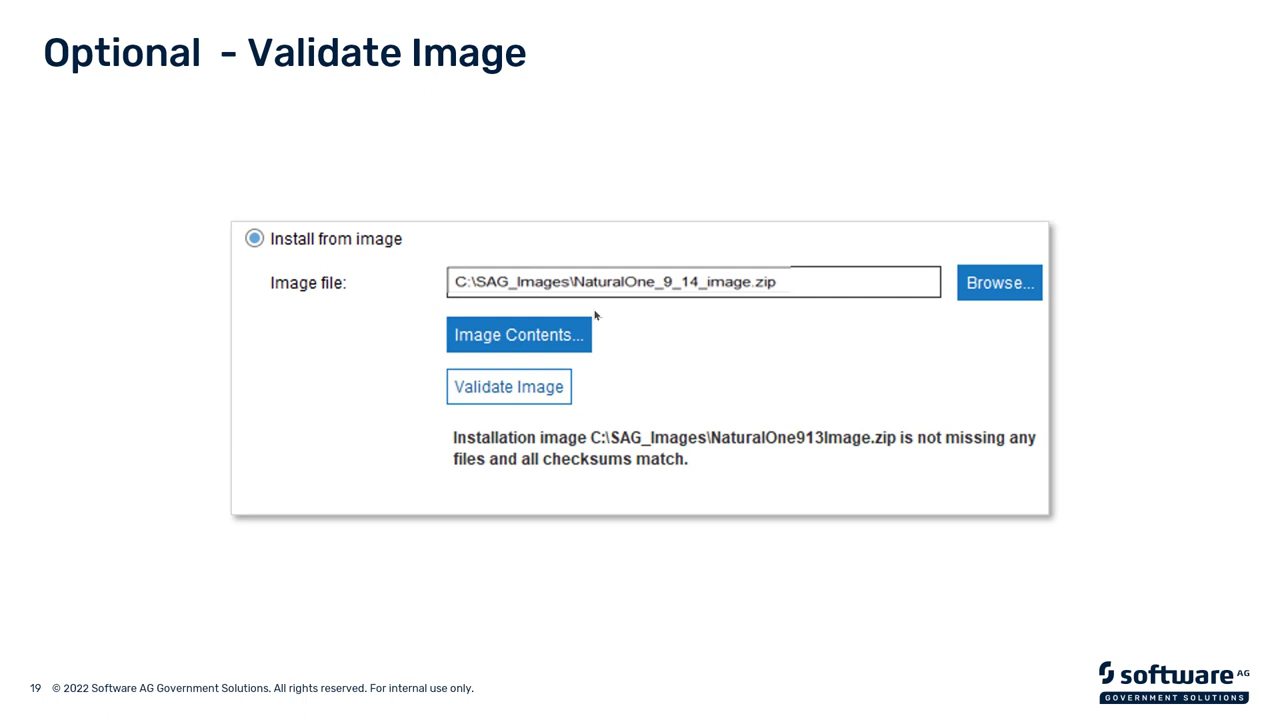 Optional  - Validate Image
Install from image
Image file:
C:\SAG_Images\NaturalOne_9_14_image.zip
Browse...
Image Contents...
Validate Image
Installation image C:\SAG_Images\NaturalOne913Image.zip is not missing any
files and all checksums match.
19 © 2022 Software AG Government Solutions. All rights reserved. For internal use only.
software AG
GOVERNMENT SOLUTIONS